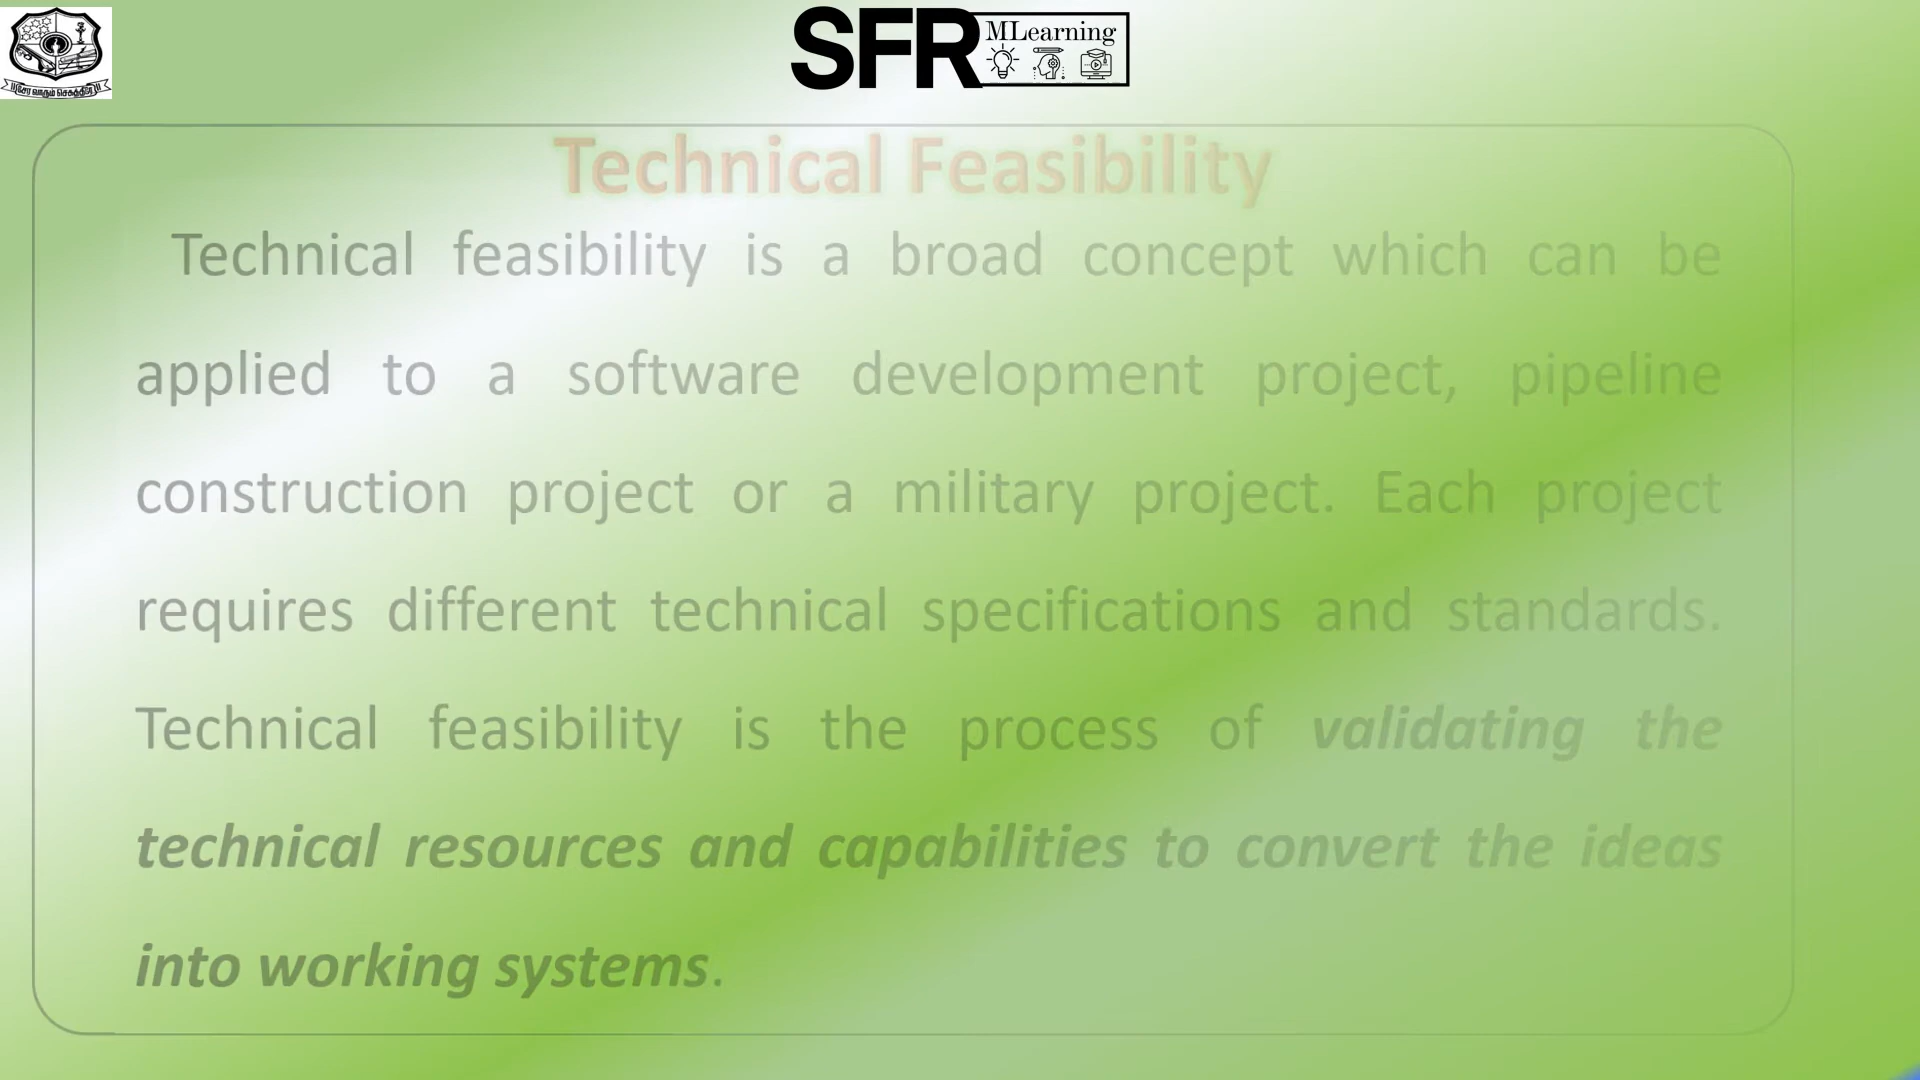 SFR
MLearning
Technical Feasibility
Technical feasibility is a broad concept which can be
applied to a software development project, pipeline
construction project or a military project. Each project
requires different technical specifications and standards.
Technical feasibility is the process of validating the
technical resources and capabilities to convert the ideas
into working systems.